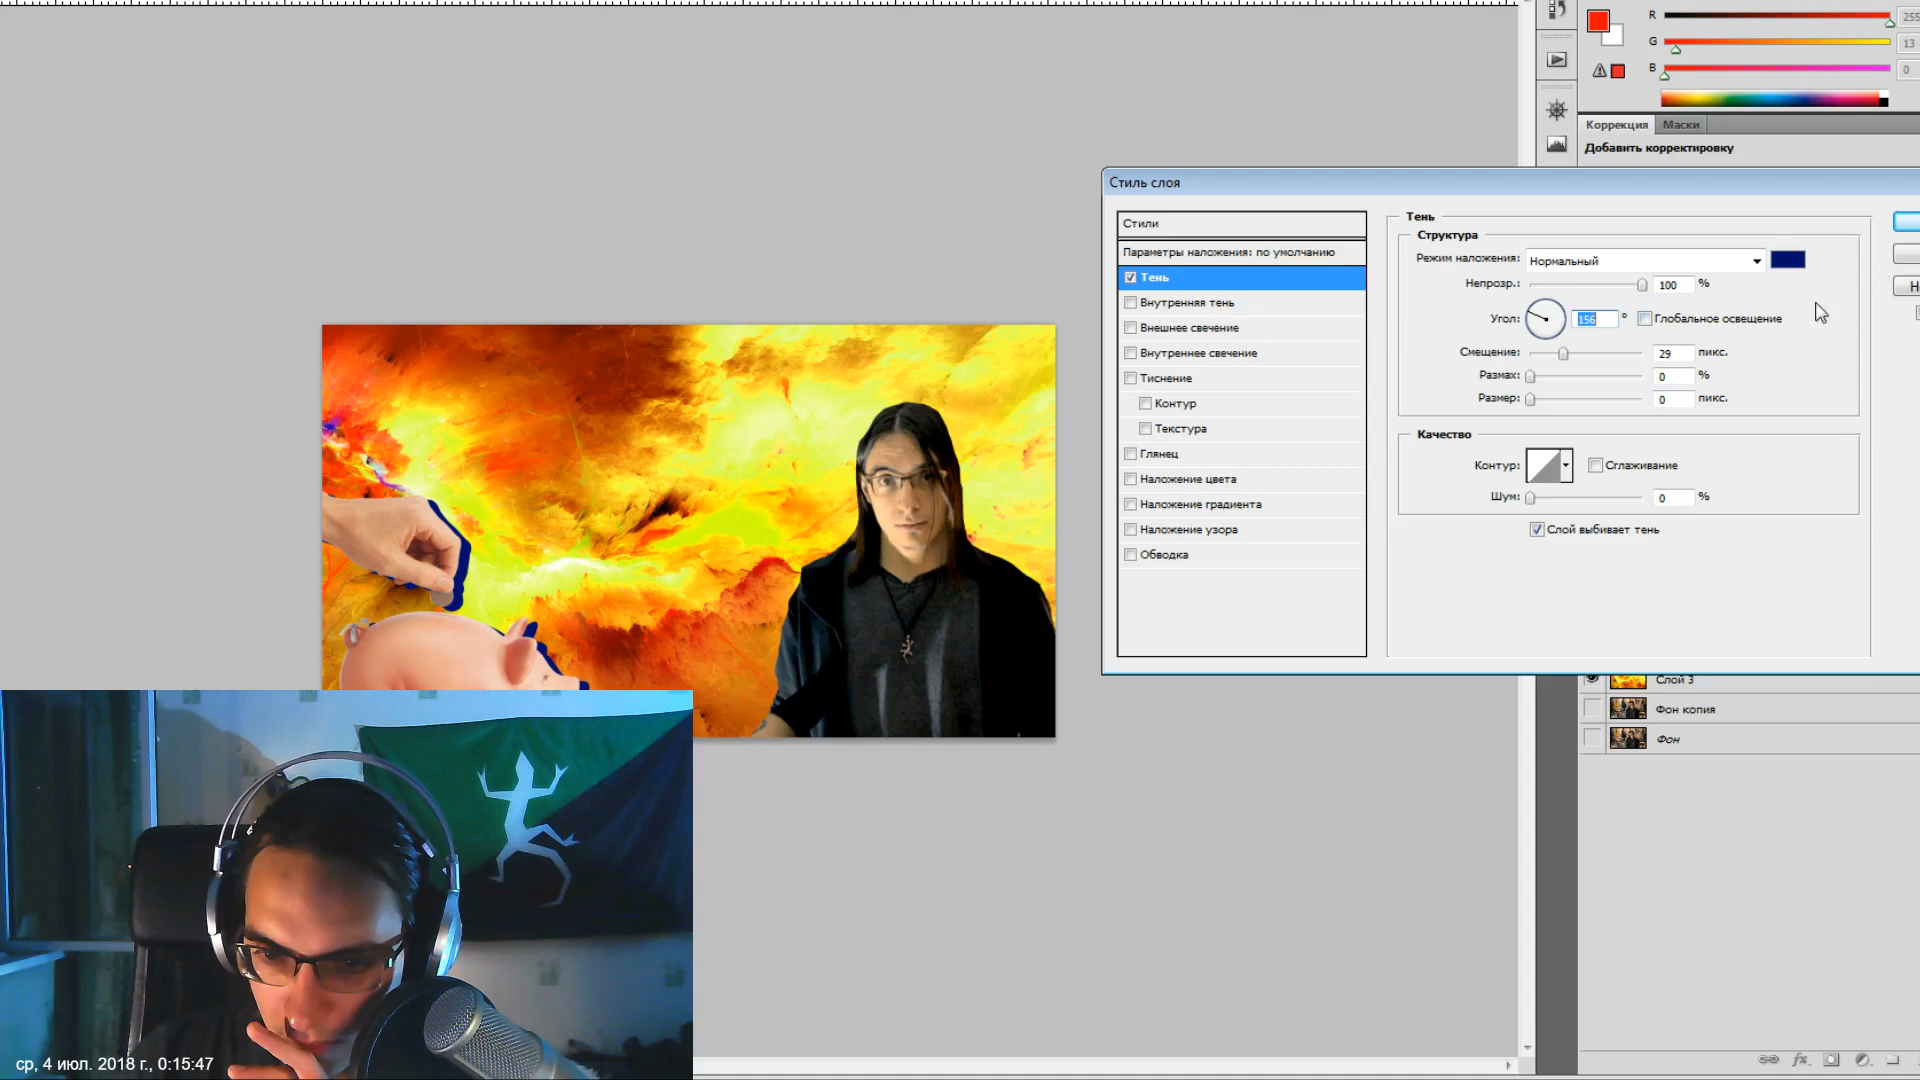 R
255
G
13
B
0
Коррекция Маски
Добавить корректировку
Стиль слоя
Стили
Параметры наложения: по умолчанию
Тень
Внутренняя тень
Внешнее свечение
Внутреннее свечение
Тиснение
Контур
Текстура
Глянец
Наложение цвета
Наложение градиента
Наложение узора
Обводка
Тень
Структура
Режим наложения: Нормальный
Непрозр.: 100 %
Угол: 156 ° Глобальное освещение
Смещение: 29 пикс.
Размах: 0 %
Размер: 0 пикс.
Качество
Контур: Сглаживание
Шум: 0 %
Слой выбивает тень
Слой 3
Фон копия
Фон
fx
ср, 4 июл. 2018 г., 0:15:47